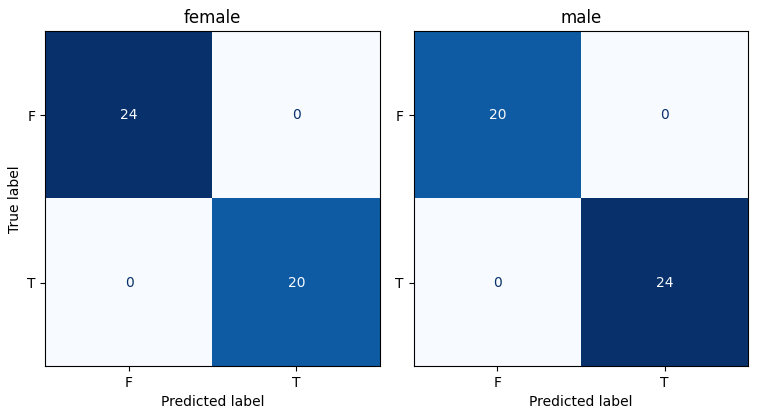 female male
F 24 0 F 20 0
True label
T 0 20 T 0 24
F T F T
Predicted label Predicted label